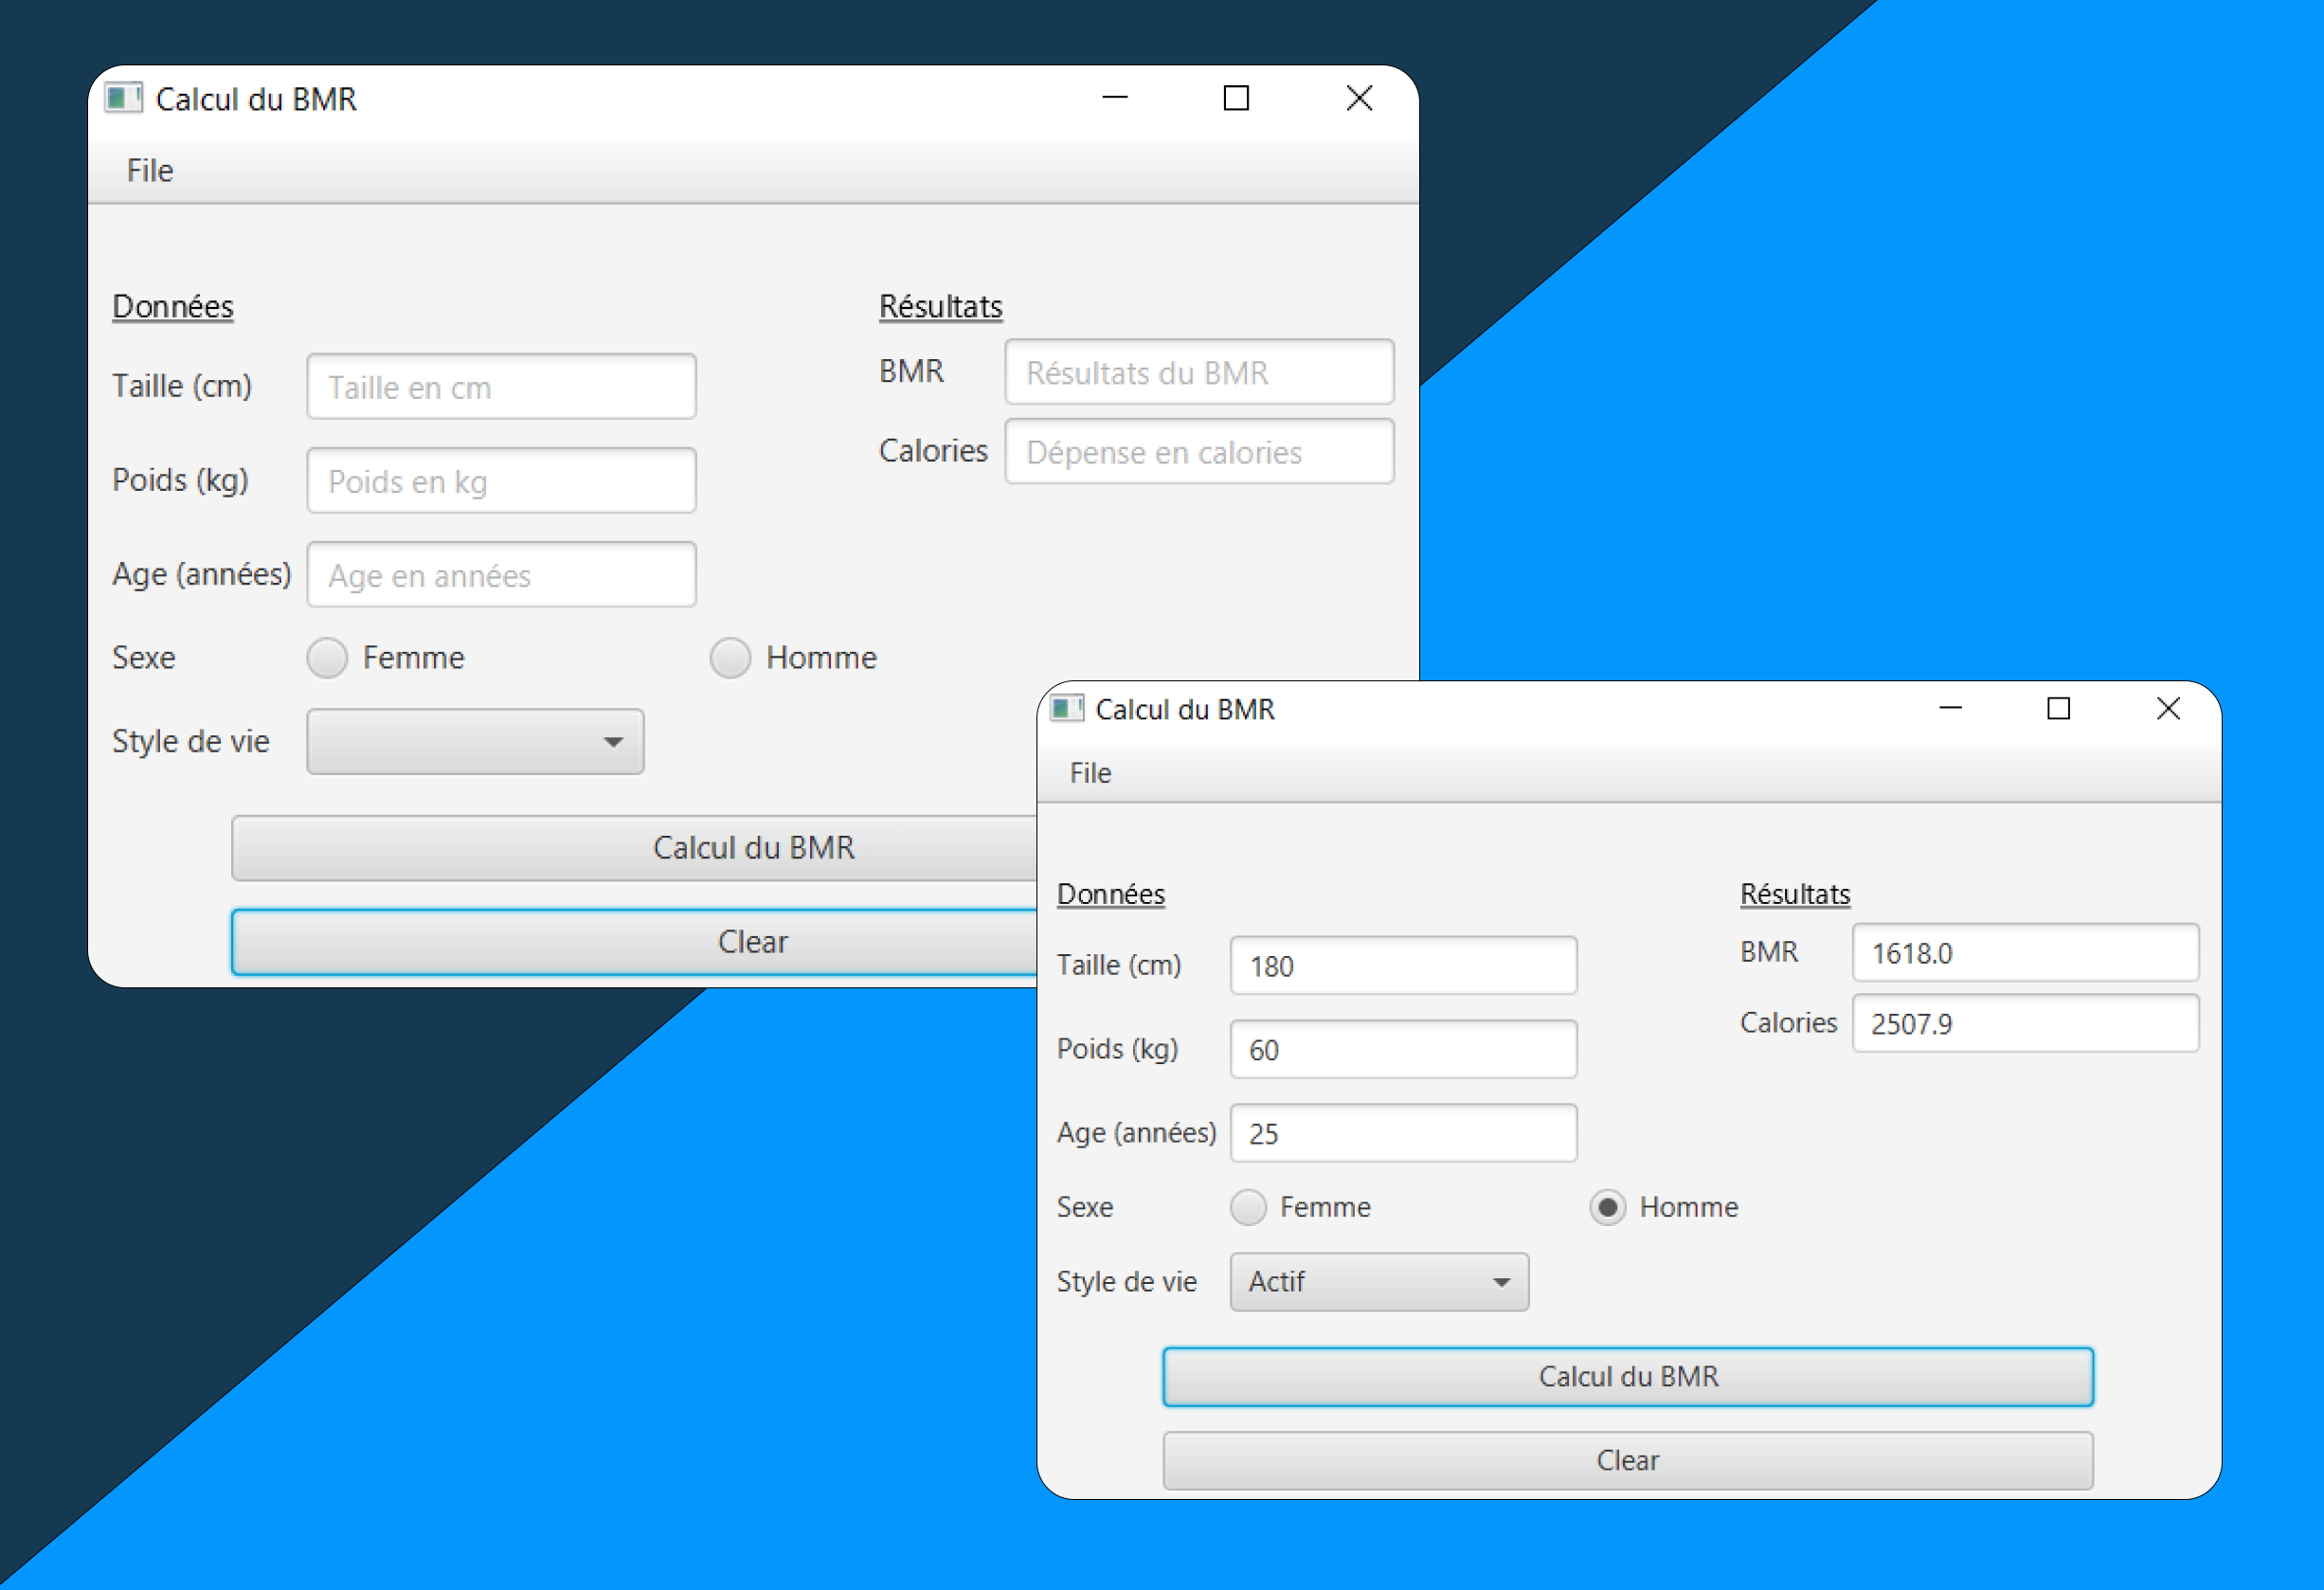 Calcul du BMR
File
Données
Résultats
Taille (cm)
Taille en cm
BMR
Résultats du BMR
Poids (kg)
Poids en kg
Calories
Dépense en calories
Age (années)
Age en années
Sexe
Femme
Homme
Style de vie
Calcul du BMR
Clear
Calcul du BMR
File
Données
Résultats
Taille (cm)
180
BMR
1618.0
Poids (kg)
60
Calories
2507.9
Age (années)
25
Sexe
Femme
Homme
Style de vie
Actif
Calcul du BMR
Clear